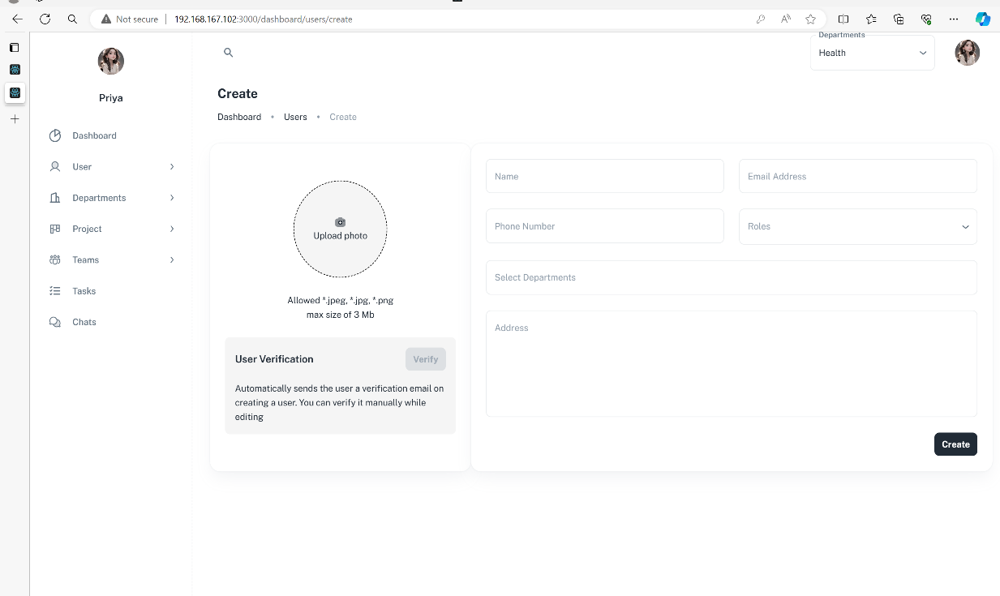 Not secure
192.168.167.102:3000/dashboard/users/create
Departments
Health
Priya
Dashboard
User
Departments
Project
Teams
Tasks
Chats
Create
Dashboard • Users • Create
Upload photo
Allowed *.jpeg, *.jpg, *.png
max size of 3 Mb
User Verification
Verify
Automatically sends the user a verification email on
creating a user. You can verify it manually while
editing
Name
Email Address
Phone Number
Roles
Select Departments
Address
Create